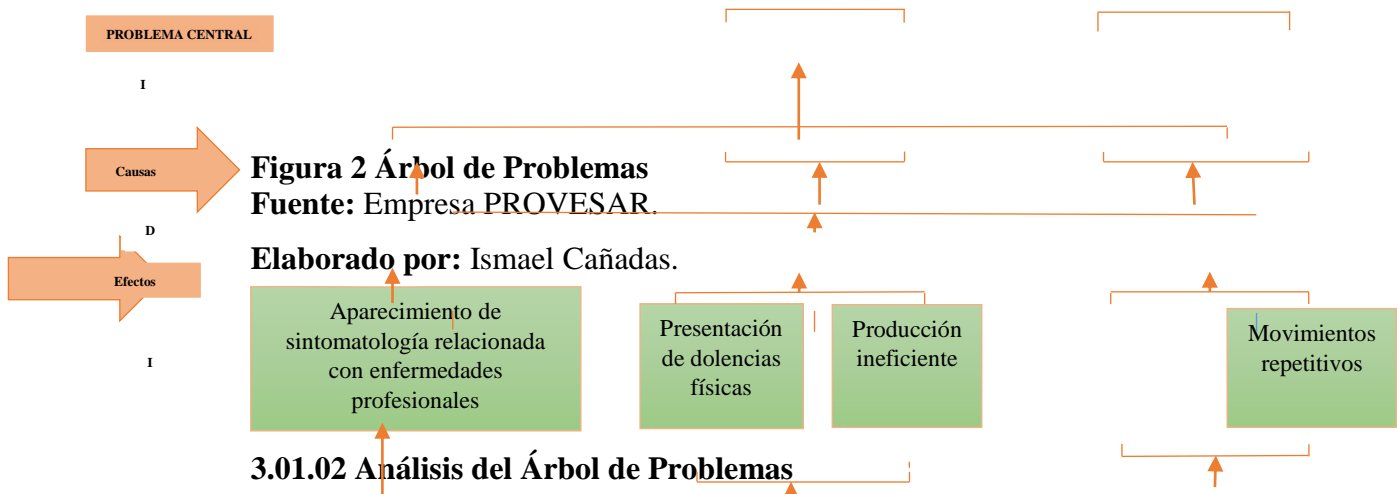 PROBLEMA CENTRAL
I
Causas
Figura 2 Árbol de Problemas
Fuente: Empresa PROVESAR.
D
Elaborado por: Ismael Cañadas.
Efectos
I
Aparecimiento de
sintomatología relacionada
con enfermedades
profesionales
Presentación
de dolencias
físicas
Producción
ineficiente
Movimientos
repetitivos
3.01.02 Análisis del Árbol de Problemas